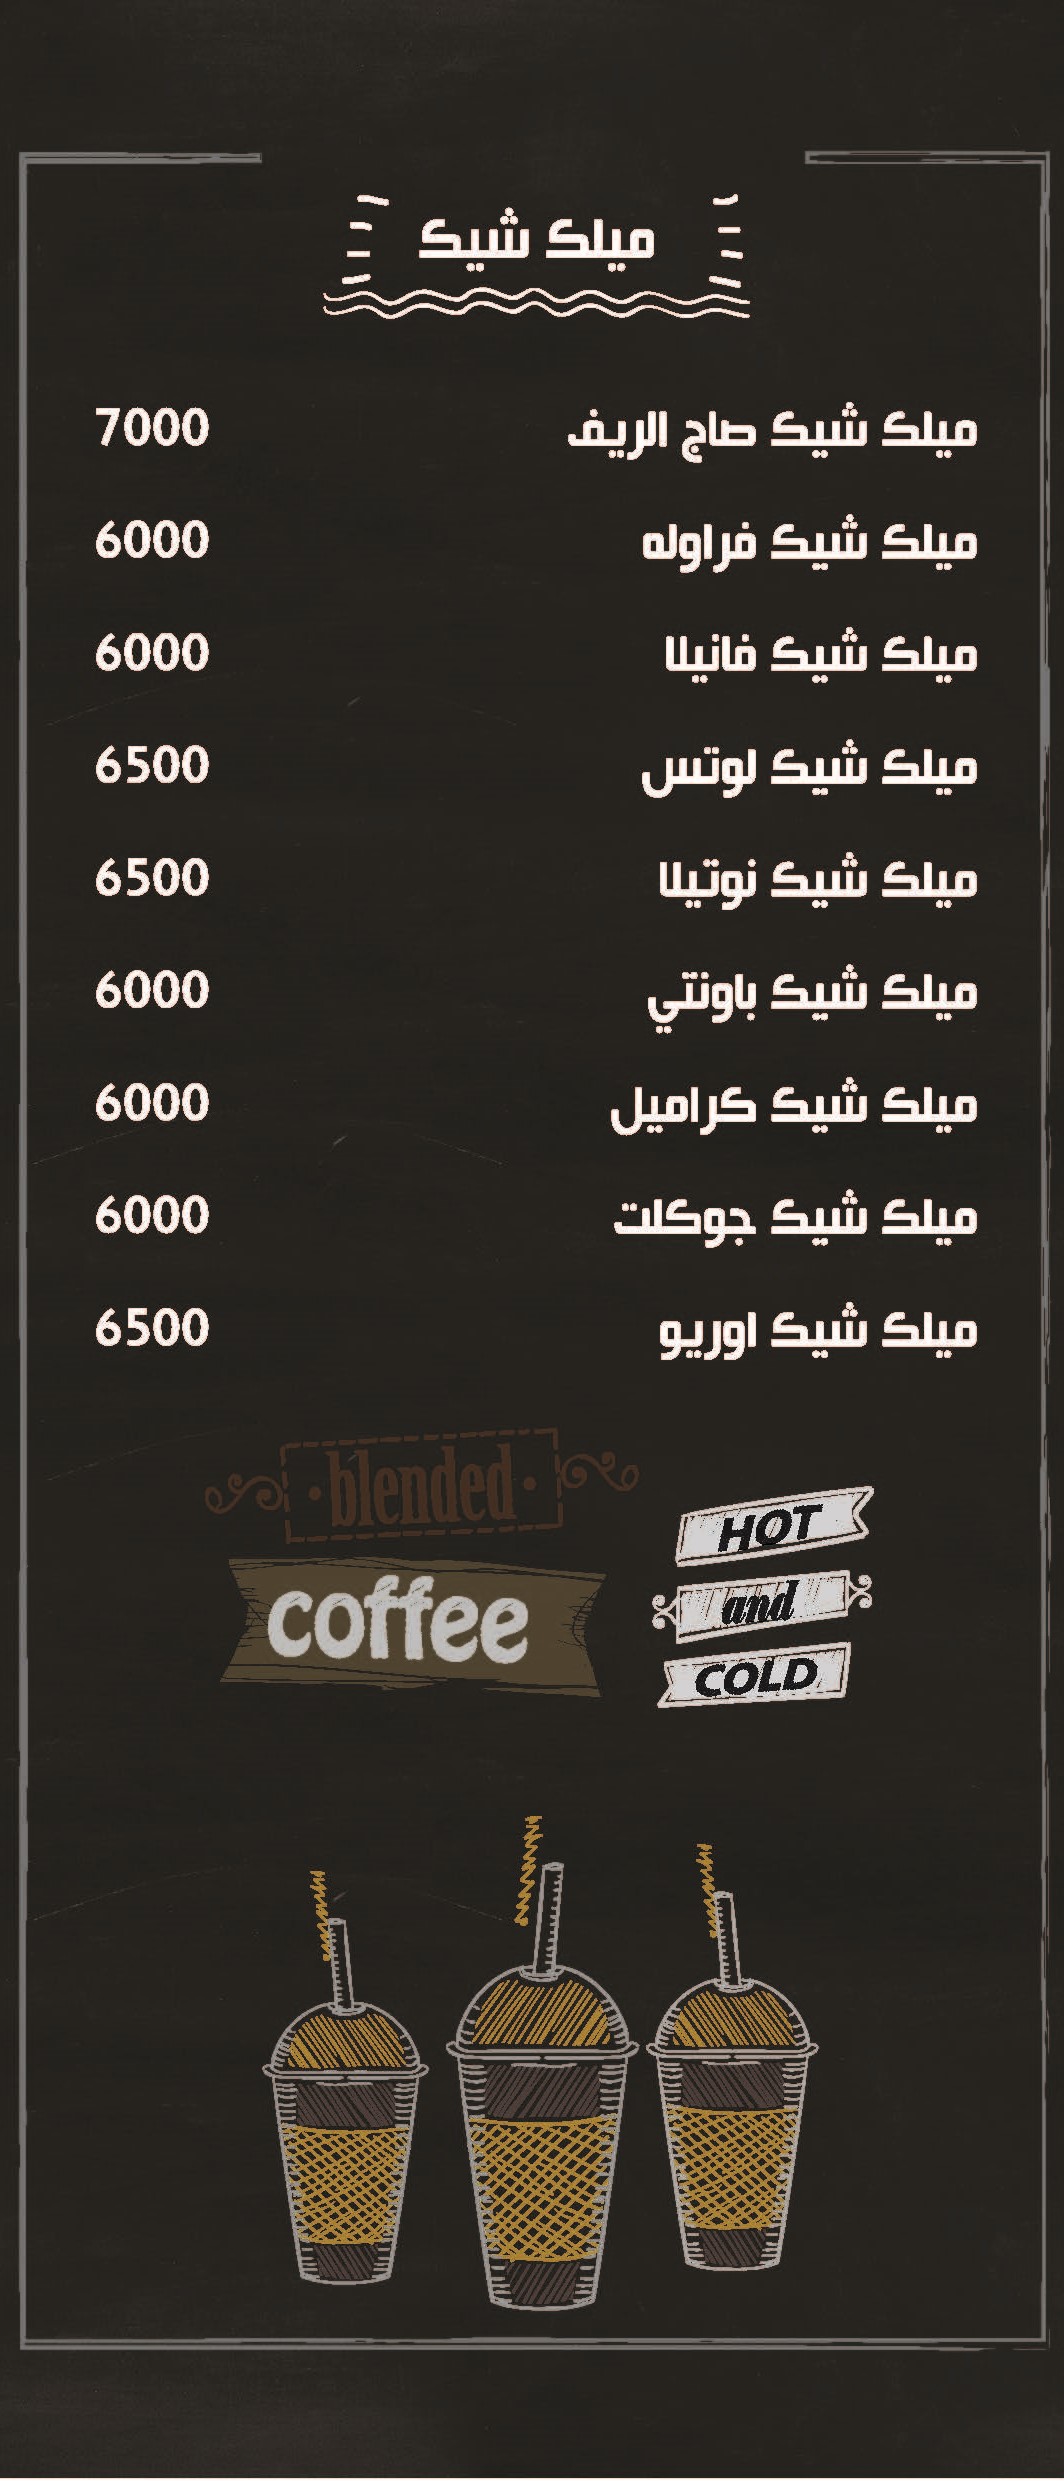 ميلك شيك
ميلك شيك صاج الريف 7000
ميلك شيك فراوله 6000
ميلك شيك فانيلا 6000
ميلك شيك لوتس 6500
ميلك شيك نوتيلا 6500
ميلك شيك باونتي 6000
ميلك شيك كراميل 6000
ميلك شيك جوكلت 6000
ميلك شيك اوريو 6500
blended
coffee
HOT
and
COLD